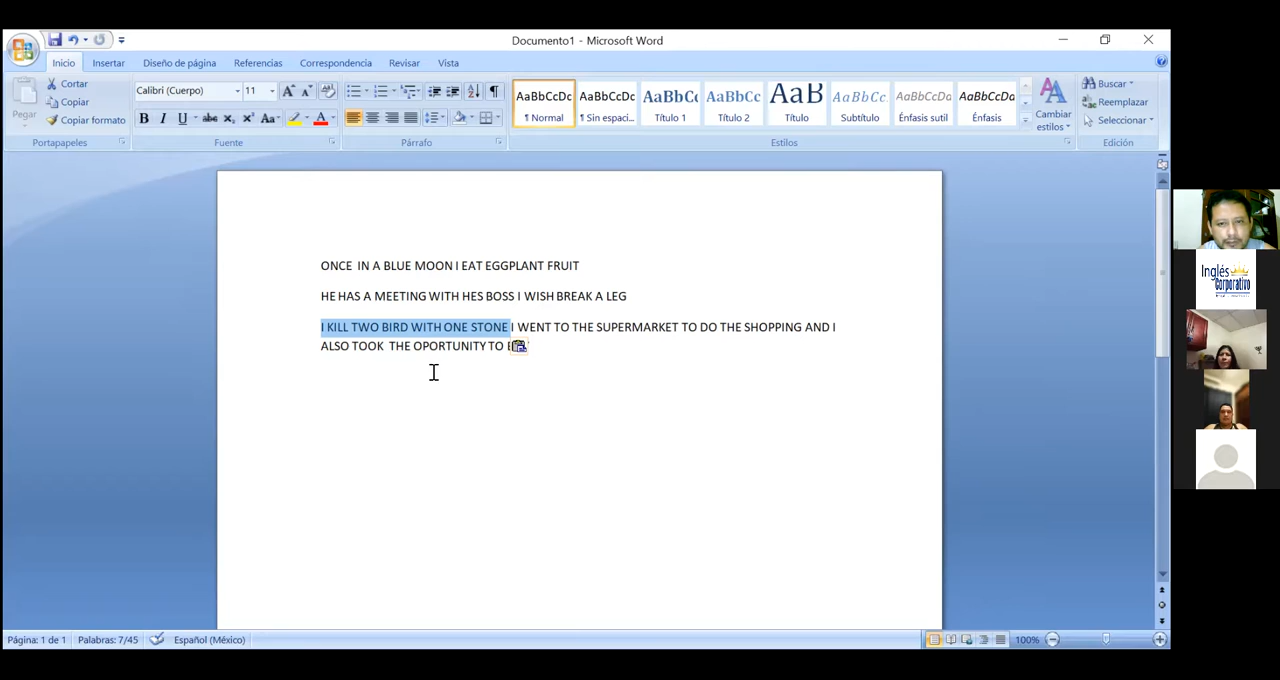 Documento1 - Microsoft Word
Inicio Insertar Diseño de página Referencias Correspondencia Revisar Vista
Pegar
Cortar
Copiar
Copiar formato
Portapapeles
Calibri (Cuerpo) 11
Fuente
Párrafo
AaBbCcDc AaBbCcDc AaBbCc AaBbCc AaB AaBbCc. AaBbCcDa AaBbCcDa
¶ Normal ¶ Sin espaci... Título 1 Título 2 Título Subtítulo Énfasis sutil Énfasis
Cambiar
estilos
Estilos
Buscar
Reemplazar
Seleccionar
Edición
ONCE IN A BLUE MOON I EAT EGGPLANT FRUIT
HE HAS A MEETING WITH HES BOSS I WISH BREAK A LEG
I KILL TWO BIRD WITH ONE STONE I WENT TO THE SUPERMARKET TO DO THE SHOPPING AND I
ALSO TOOK THE OPORTUNITY TO
Inglés
Corporativo
Página: 1 de 1 Palabras: 7/45 Español (México) 100%